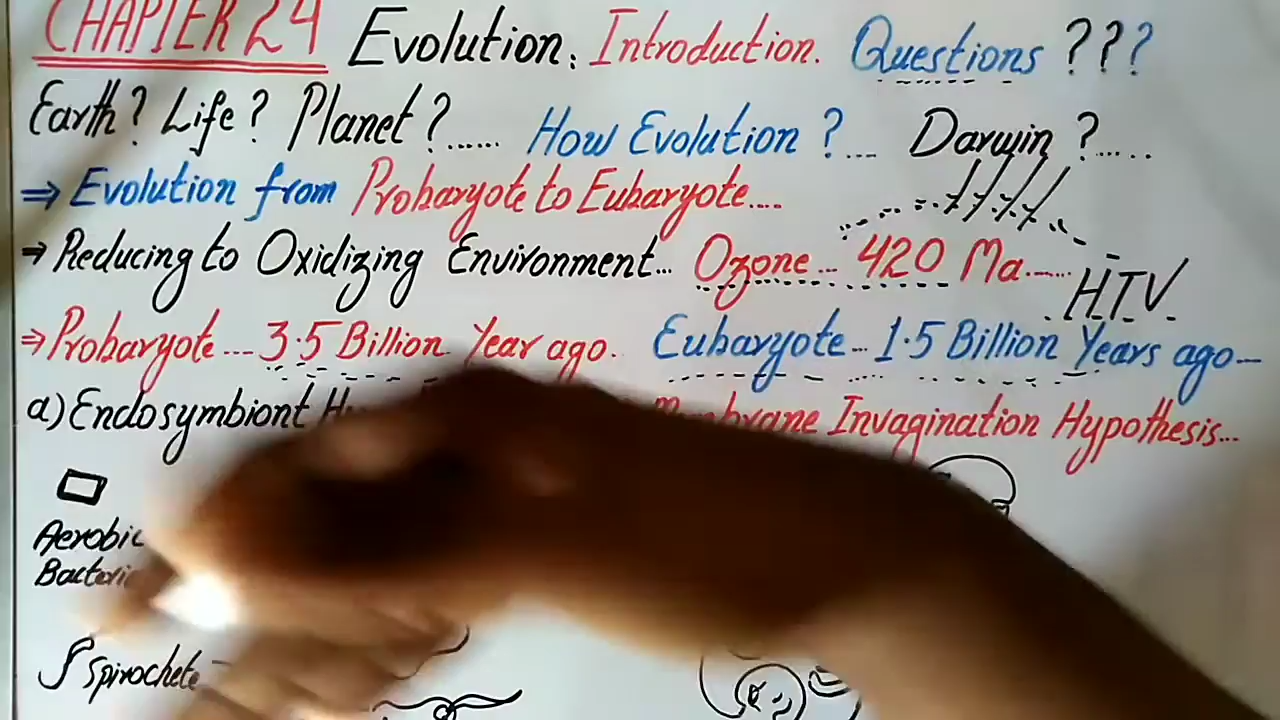 CHAPTER 24 Evolution: Introduction. Questions ???
Earth? Life? Planet?...... How Evolution?... Darwin?.....
⇒ Evolution from Prokaryote to Eukaryote....
⇒ Reducing to Oxidizing Environment... Ozone... 420 Ma......
HTV
⇒ Prokaryote.... 3.5 Billion Year ago. Eukaryote... 1.5 Billion Years ago...
a) Endosymbiont Membrane Invagination Hypothesis...
Aerobic
Bacteria
Spirochete